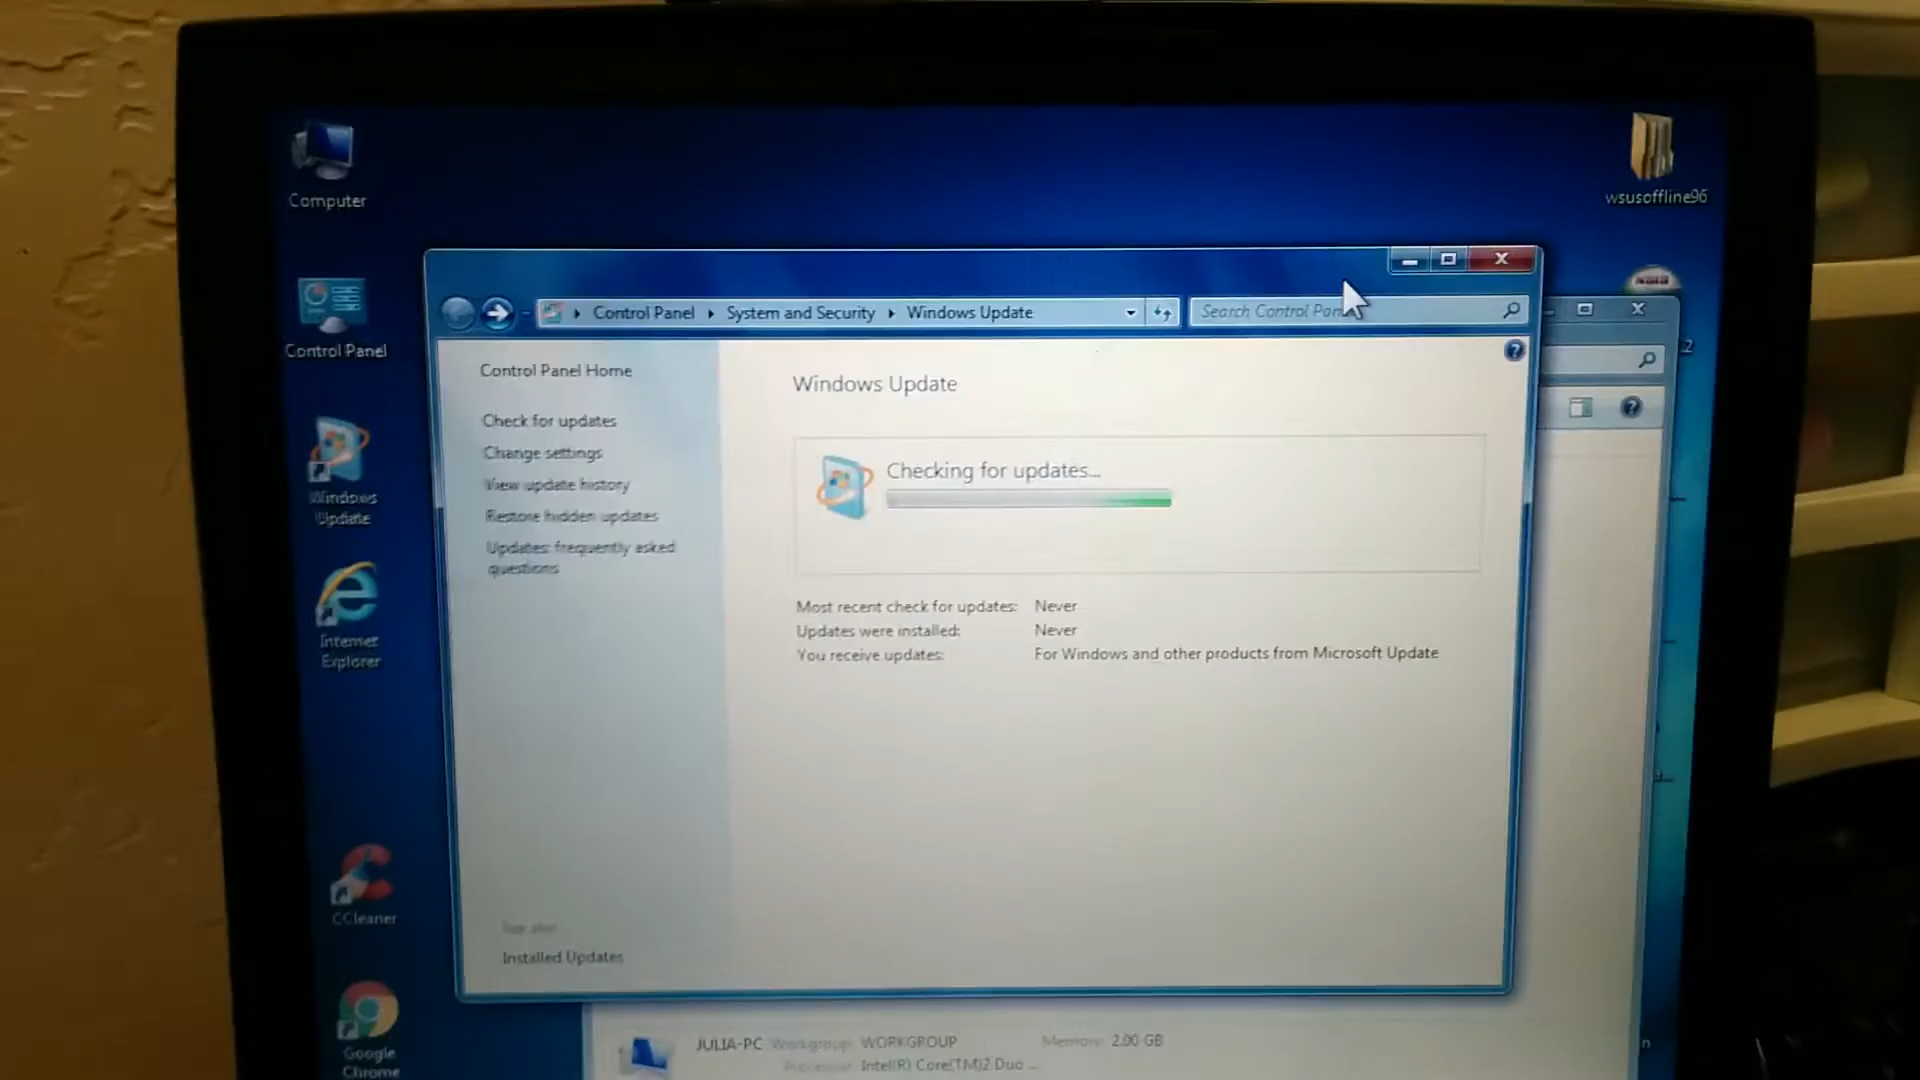 Computer
wsusoffline96
Control Panel
Control Panel System and Security Windows Update
Search Control Pan
Control Panel Home
Check for updates
Change settings
View update history
Restore hidden updates
Updates: frequently asked
questions
Windows Update
Checking for updates...
Most recent check for updates: Never
Updates were installed: Never
You receive updates: For Windows and other products from Microsoft Update
Windows
Update
Internet
Explorer
CCleaner
Google
Chrome
See also
Installed Updates
JULIA-PC Workgroup: WORKGROUP Memory: 2.00 GB
Processor: Intel(R) Core(TM)2 Duo ...